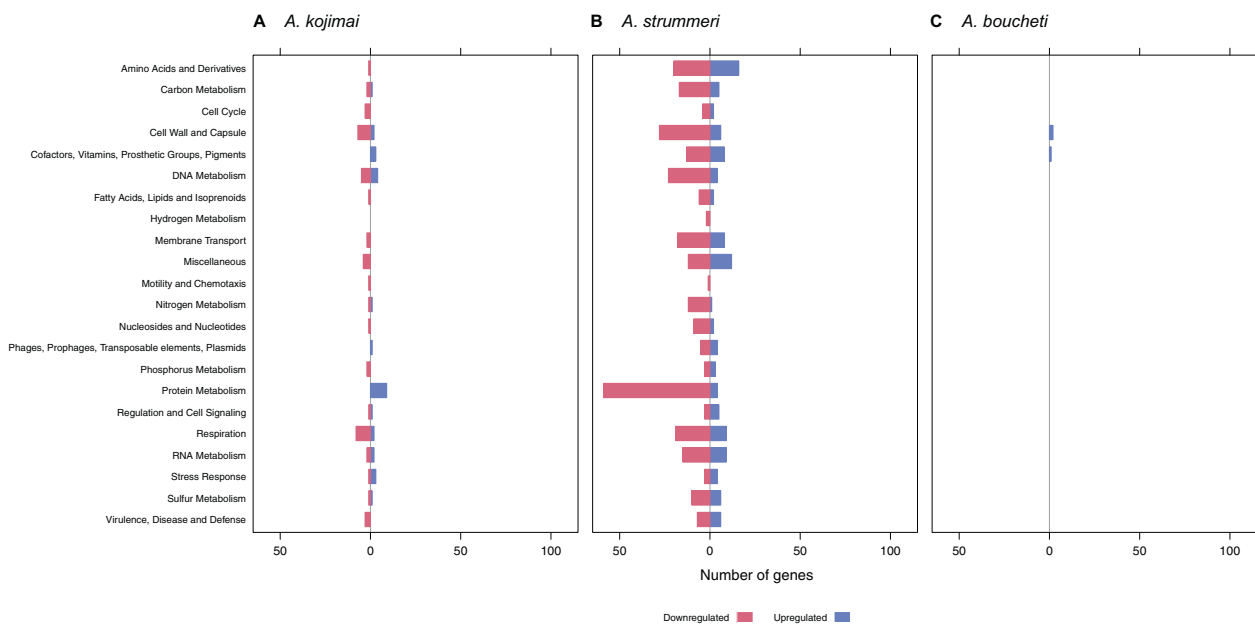 A A. kojimai
B A. strummeri
C A. boucheti
Amino Acids and Derivatives
Carbon Metabolism
Cell Cycle
Cell Wall and Capsule
Cofactors, Vitamins, Prosthetic Groups, Pigments
DNA Metabolism
Fatty Acids, Lipids and Isoprenoids
Hydrogen Metabolism
Membrane Transport
Miscellaneous
Motility and Chemotaxis
Nitrogen Metabolism
Nucleosides and Nucleotides
Phages, Prophages, Transposable elements, Plasmids
Phosphorus Metabolism
Protein Metabolism
Regulation and Cell Signaling
Respiration
RNA Metabolism
Stress Response
Sulfur Metabolism
Virulence, Disease and Defense
50 0 50 100
50 0 50 100
50 0 50 100
Number of genes
Downregulated Upregulated